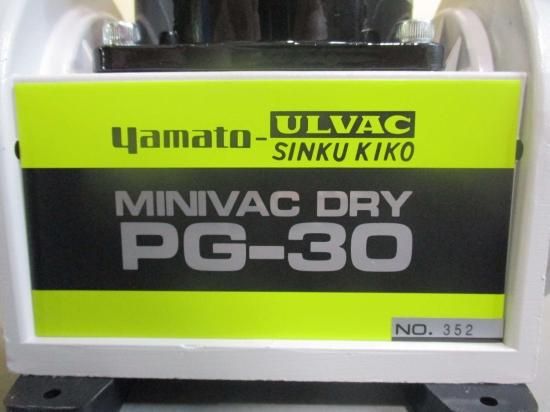 yamato-ULVAC
SINKU KIKO
MINIVAC DRY
PG-30
NO. 352